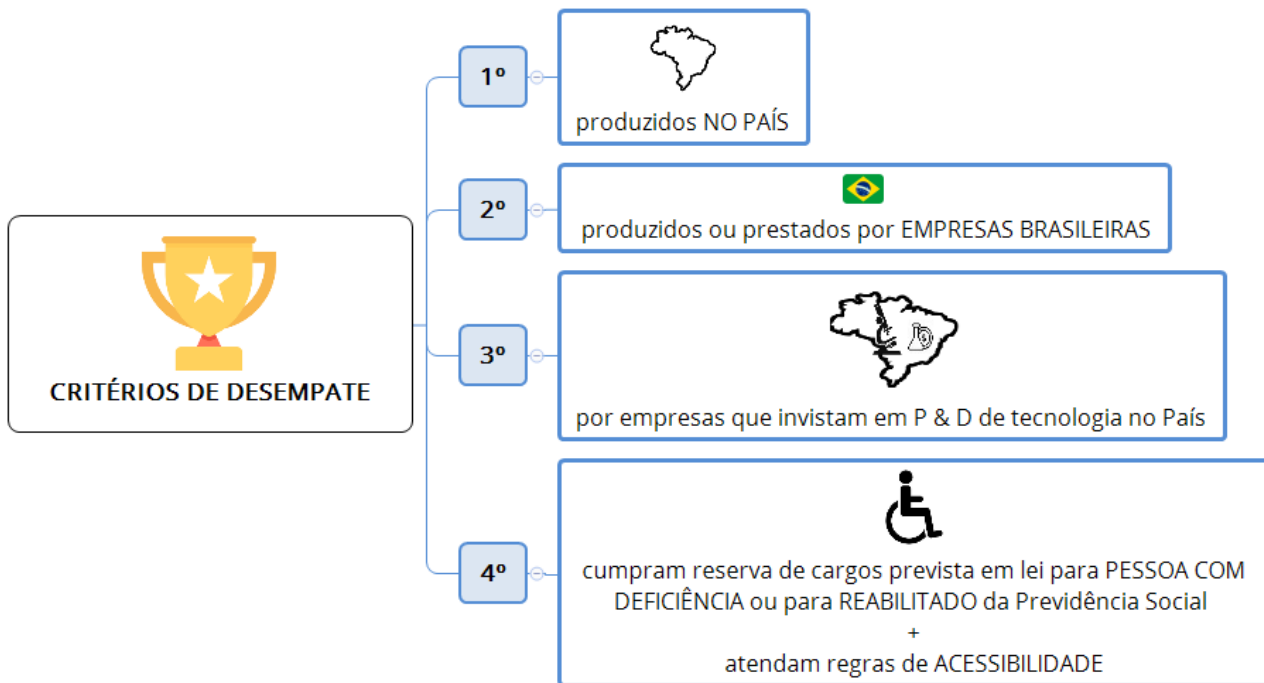 CRITÉRIOS DE DESEMPATE
1º
produzidos NO PAÍS
2º
produzidos ou prestados por EMPRESAS BRASILEIRAS
3º
por empresas que invistam em P & D de tecnologia no País
4º
cumpram reserva de cargos prevista em lei para PESSOA COM
DEFICIÊNCIA ou para REABILITADO da Previdência Social
+
atendam regras de ACESSIBILIDADE